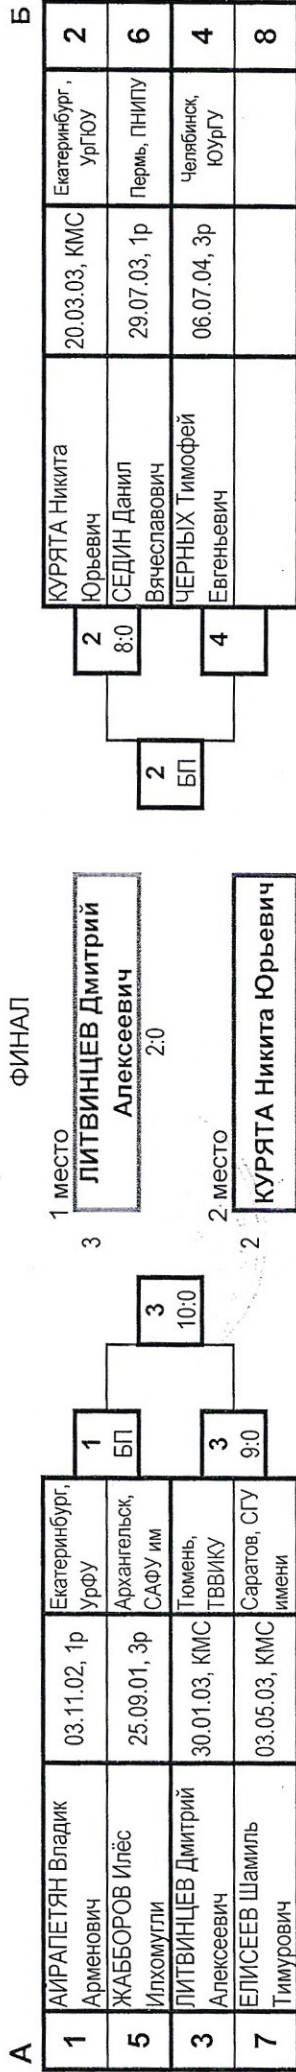 А
ФИНАЛ
Б
1
АЙРАПЕТЯН Владик
Арменович
03.11.02, 1р
Екатеринбург,
УрФУ
5
ЖАББОРОВ Илёс
Илхомугли
25.09.01, 3р
Архангельск,
САФУ им
3
ЛИТВИНЦЕВ Дмитрий
Алексеевич
30.01.03, КМС
Тюмень,
ТВВИКУ
7
ЕЛИСЕЕВ Шамиль
Тимурович
03.05.03, КМС
Саратов, СГУ
имени
1
БП
3
9:0
3
10:0
1 место
3
ЛИТВИНЦЕВ Дмитрий
Алексеевич
2:0
2 место
2
КУРЯТА Никита Юрьевич
2
БП
2
8:0
4
КУРЯТА Никита
Юрьевич
20.03.03, КМС
Екатеринбург,
УрГЮУ
2
СЕДИН Данил
Вячеславович
29.07.03, 1р
Пермь, ПНИПУ
6
ЧЕРНЫХ Тимофей
Евгеньевич
06.07.04, 3р
Челябинск,
ЮУрГУ
4
8